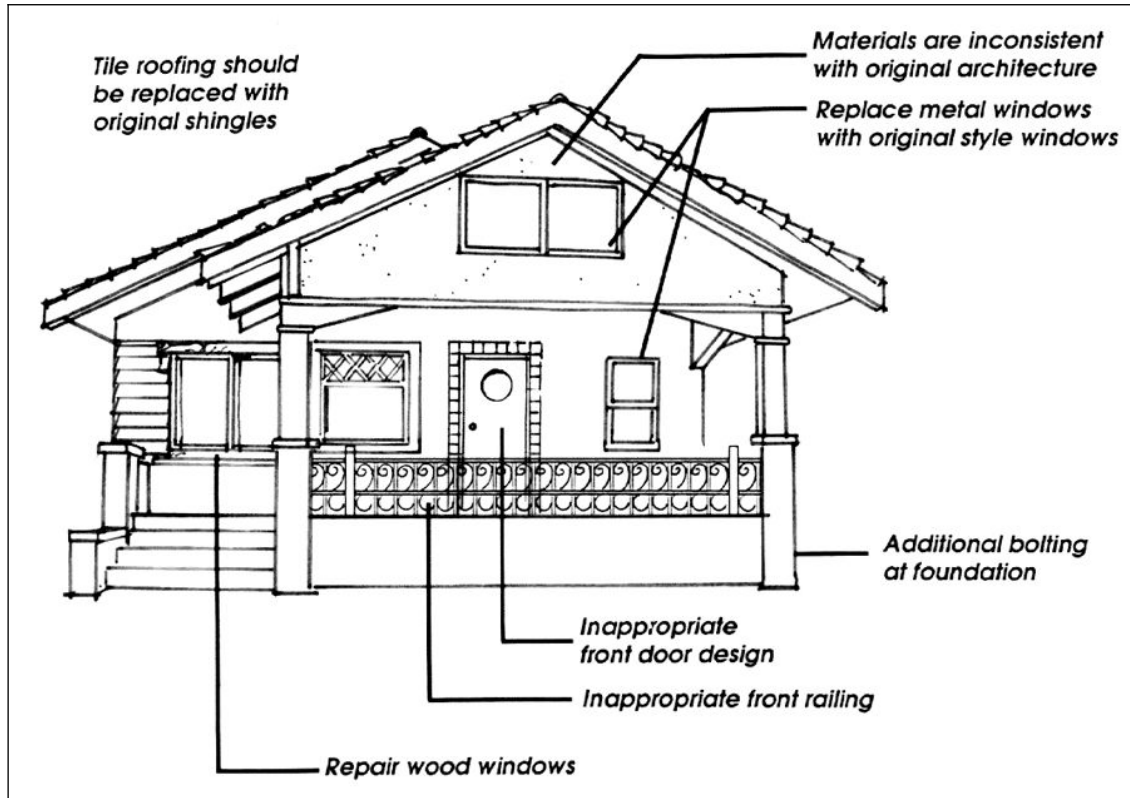 Tile roofing should
be replaced with
original shingles
Materials are inconsistent
with original architecture
Replace metal windows
with original style windows
Additional bolting
at foundation
Inappropriate
front door design
Inappropriate front railing
Repair wood windows